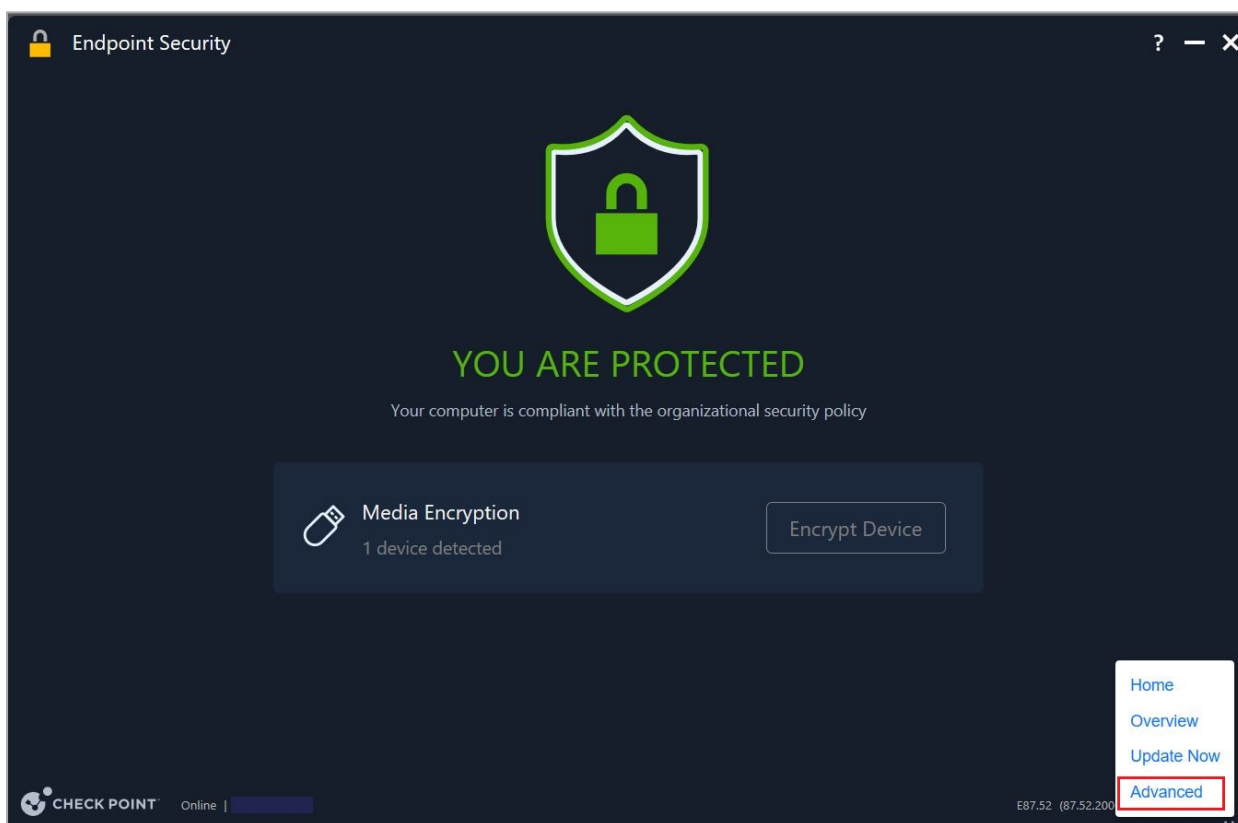 Endpoint Security
?
YOU ARE PROTECTED
Your computer is compliant with the organizational security policy
Media Encryption
1 device detected
Encrypt Device
Home
Overview
Update Now
Advanced
CHECK POINT Online |
E87.52 (87.52.200